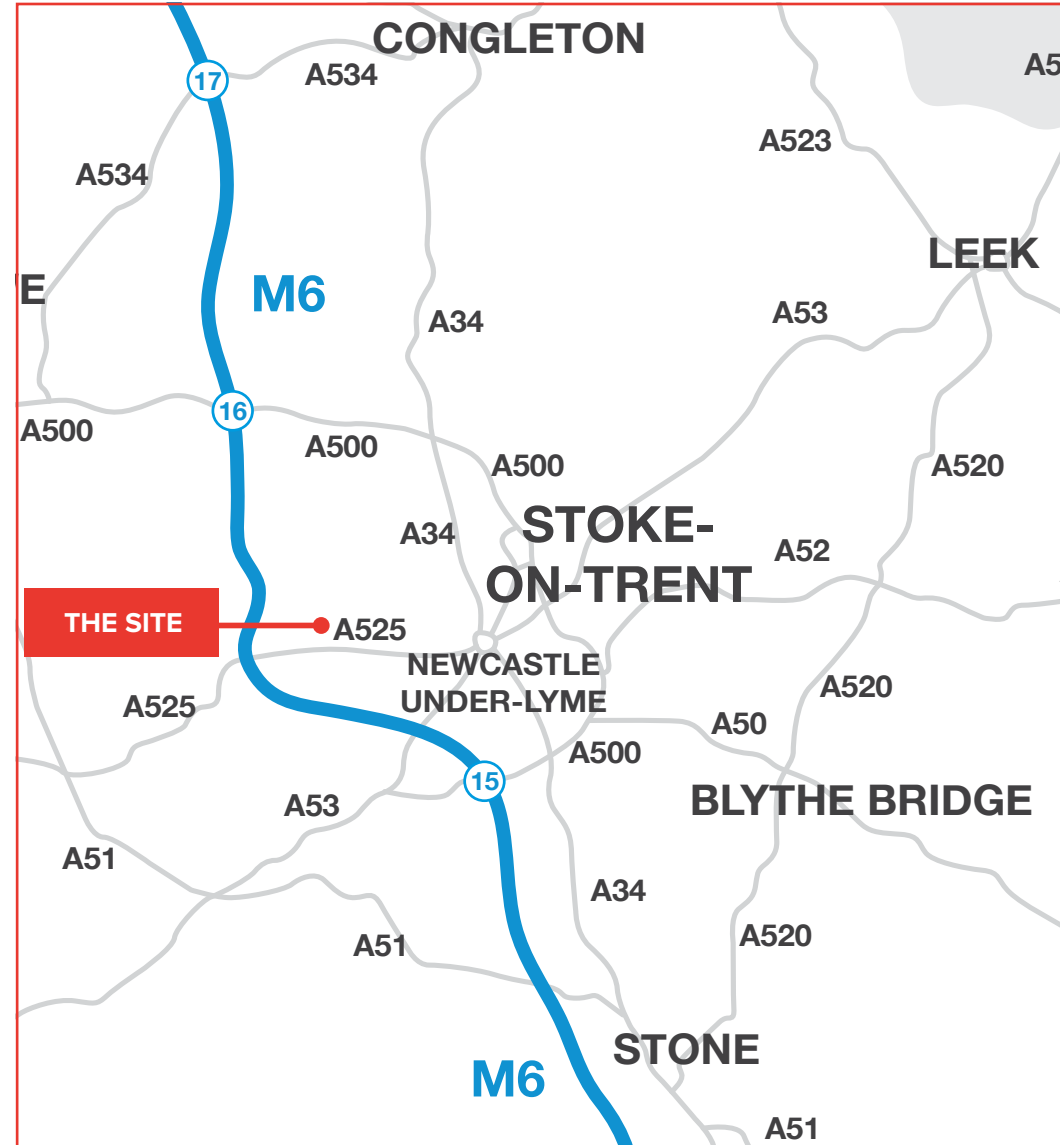 CONGLETON
17
A534
A5
A523
A534
LEEK
'E
M6
A34
A53
16
A500
A500
A500
A520
A34
STOKE-
ON-TRENT
A52
THE SITE
A525
NEWCASTLE
UNDER-LYME
A525
A520
A50
A500
15
BLYTHE BRIDGE
A53
A51
A34
A51
A520
STONE
M6
A51